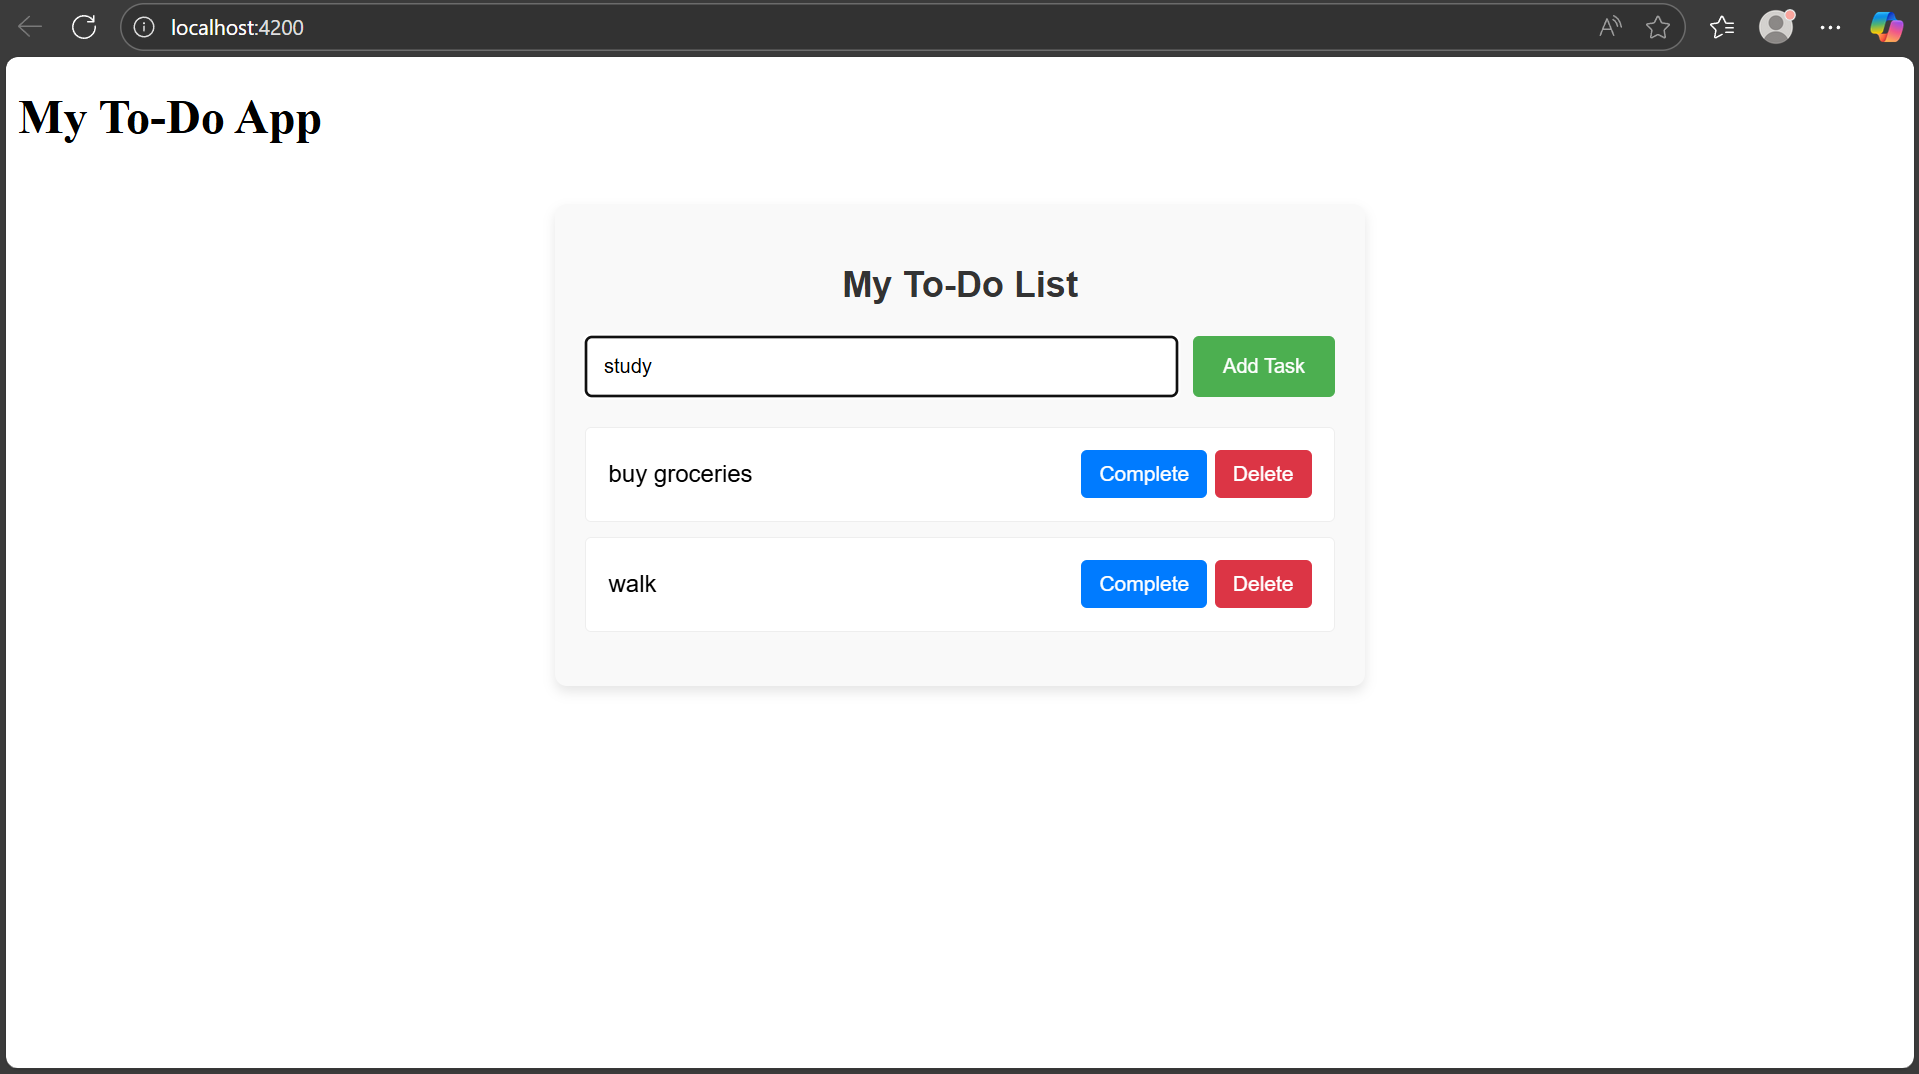 localhost:4200
My To-Do App
My To-Do List
study
Add Task
buy groceries
Complete
Delete
walk
Complete
Delete